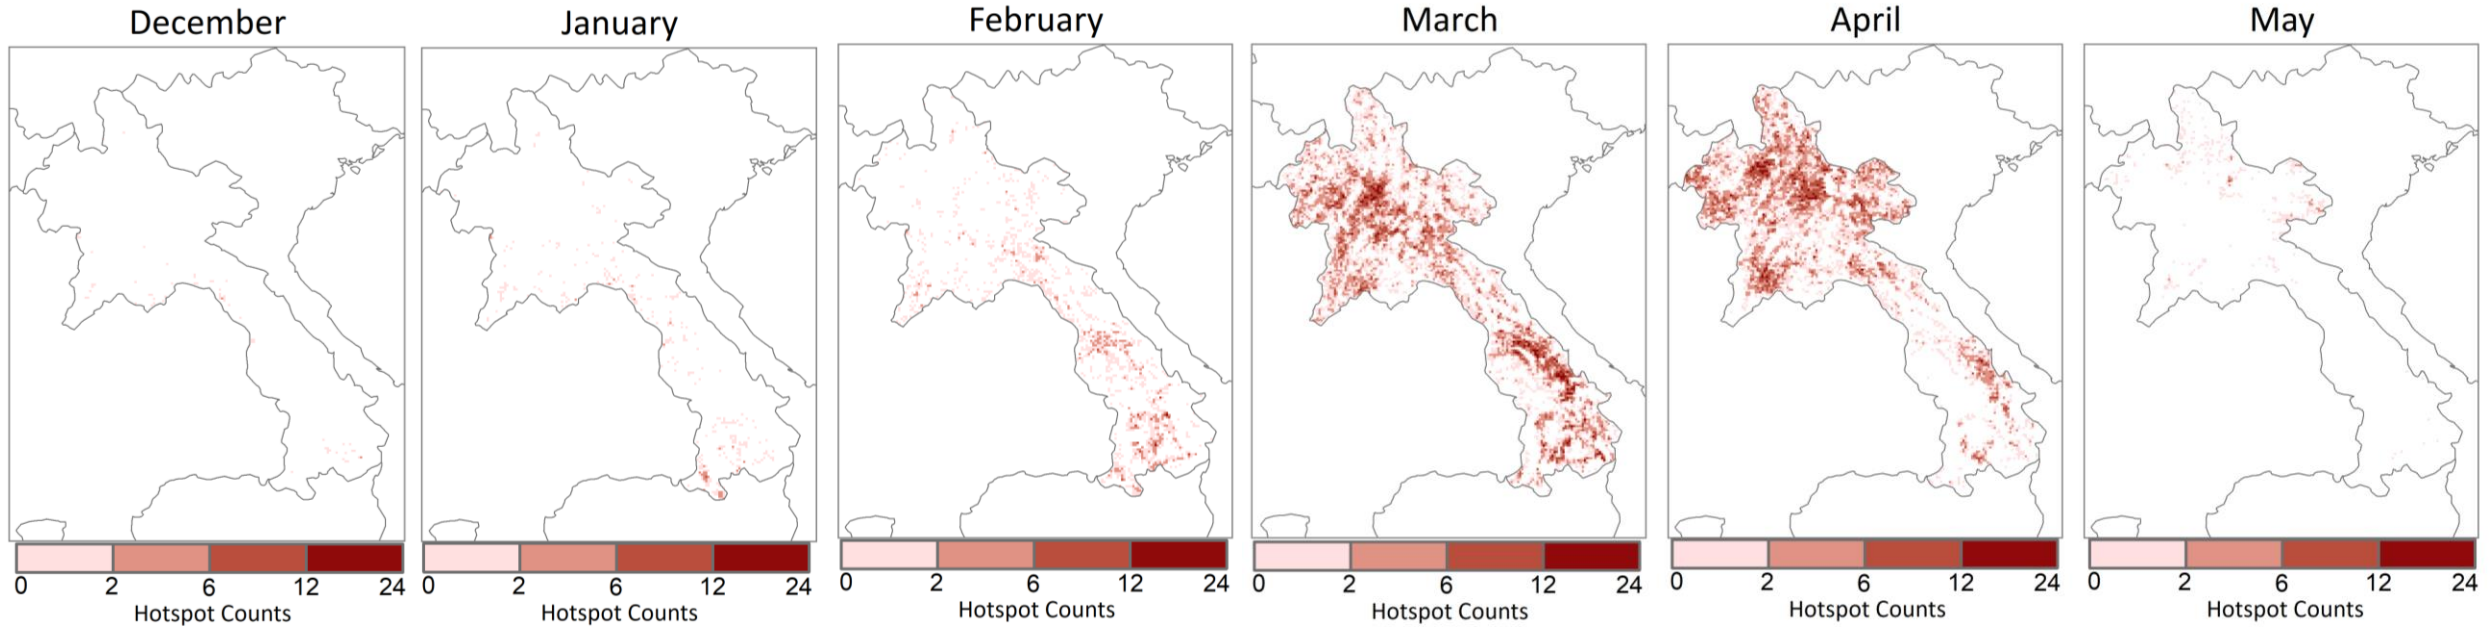 December January February March April May
0 2 6 12 24 0 2 6 12 24 0 2 6 12 24 0 2 6 12 24 0 2 6 12 24 0 2 6 12 24
Hotspot Counts Hotspot Counts Hotspot Counts Hotspot Counts Hotspot Counts Hotspot Counts